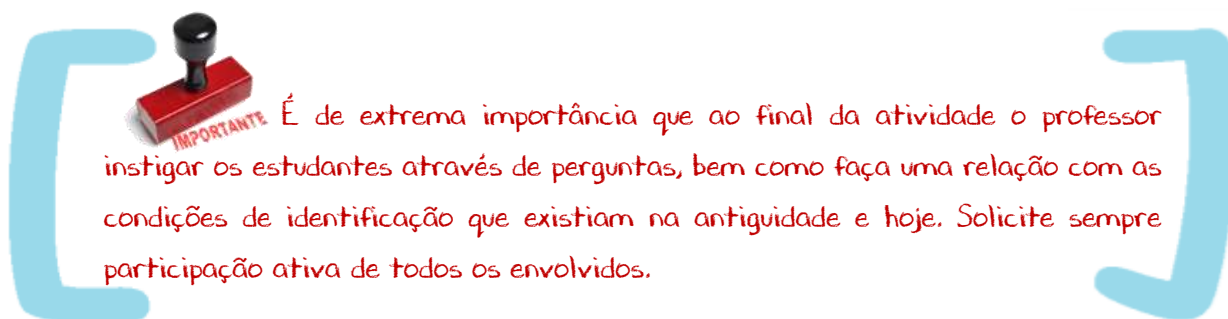 IMPORTANTE
É de extrema importância que ao final da atividade o professor
instigar os estudantes através de perguntas, bem como faça uma relação com as
condições de identificação que existiam na antiguidade e hoje. Solicite sempre
participação ativa de todos os envolvidos.